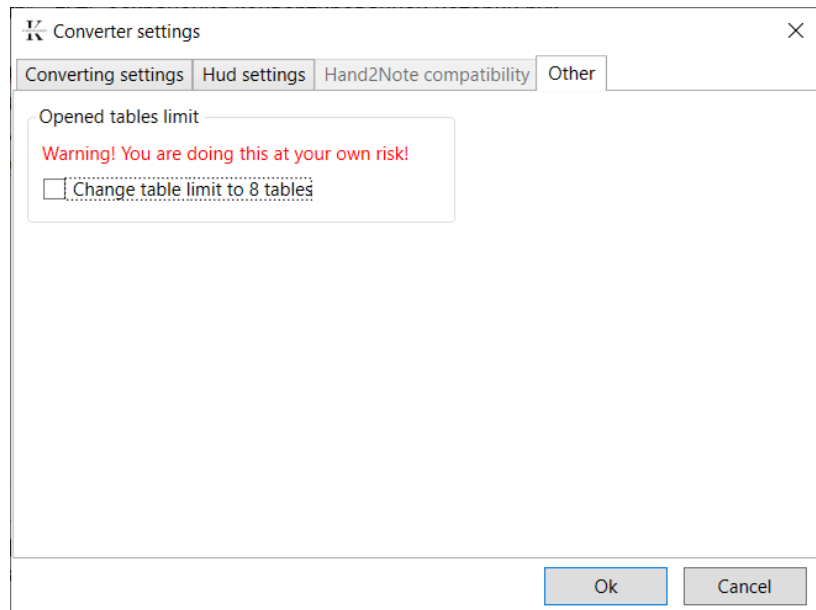 K Converter settings
Converting settings Hud settings Hand2Note compatibility Other
Opened tables limit
Warning! You are doing this at your own risk!
Change table limit to 8 tables
Ok Cancel